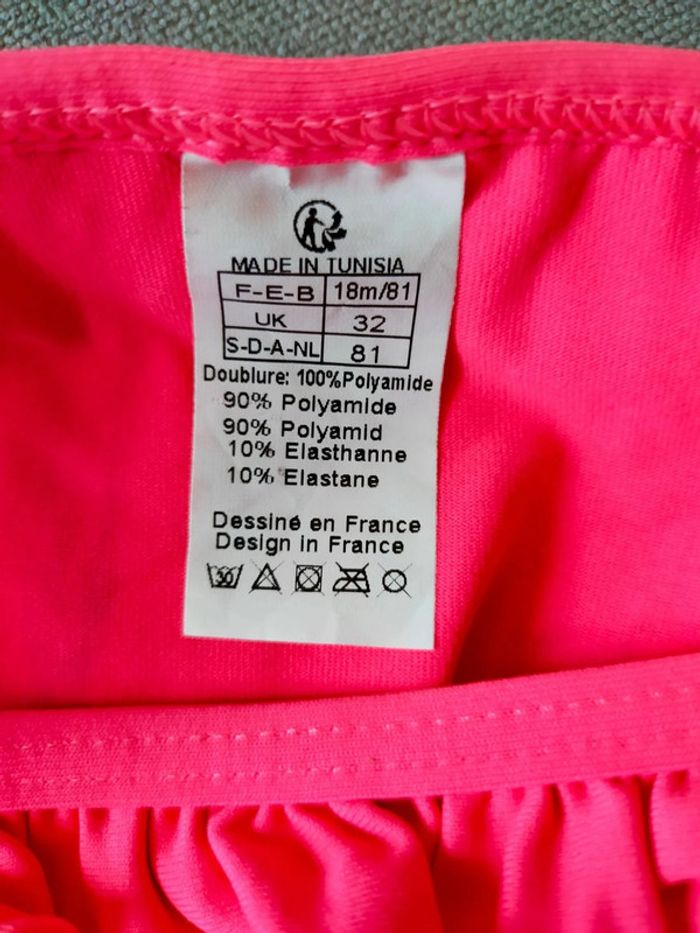 MADE IN TUNISIA
F-E-B 18m/81
UK 32
S-D-A-NL 81
Doublure: 100%Polyamide
90% Polyamide
90% Polyamid
10% Elasthanne
10% Elastane
Dessiné en France
Design in France
30